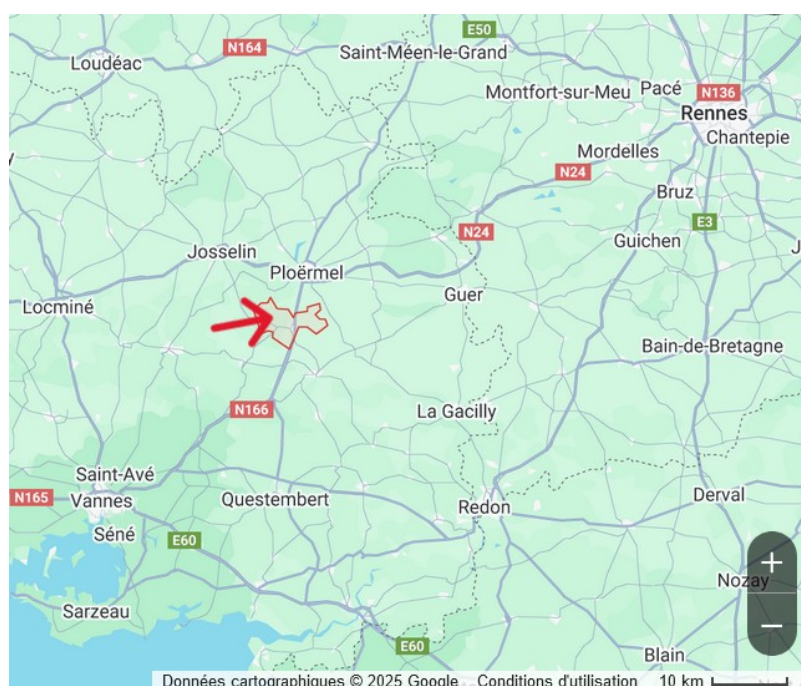 E50
N164
Saint-Méen-le-Grand
Loudéac
Montfort-sur-Meu
Pacé
N136
Rennes
Chantepie
Mordelles
N24
Bruz
E3
N24
Guichen
Josselin
Ploërmel
Guer
Locminé
Bain-de-Bretagne
N166
La Gacilly
Saint-Avé
N165
Vannes
Questembert
Redon
Derval
Séné
E60
Nozay
Sarzeau
E60
Blain
Données cartographiques © 2025 Google
Conditions d'utilisation
10 km